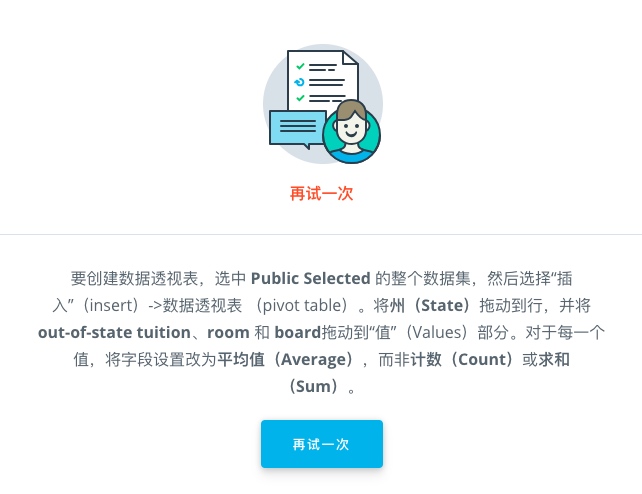 再试一次
要创建数据透视表，选中 Public Selected 的整个数据集，然后选择“插
入”（insert）->数据透视表 （pivot table）。将州（State）拖动到行，并将
out-of-state tuition、room 和 board拖动到“值”（Values）部分。对于每一个
值，将字段设置改为平均值（Average），而非计数（Count）或求和
（Sum）。
再试一次